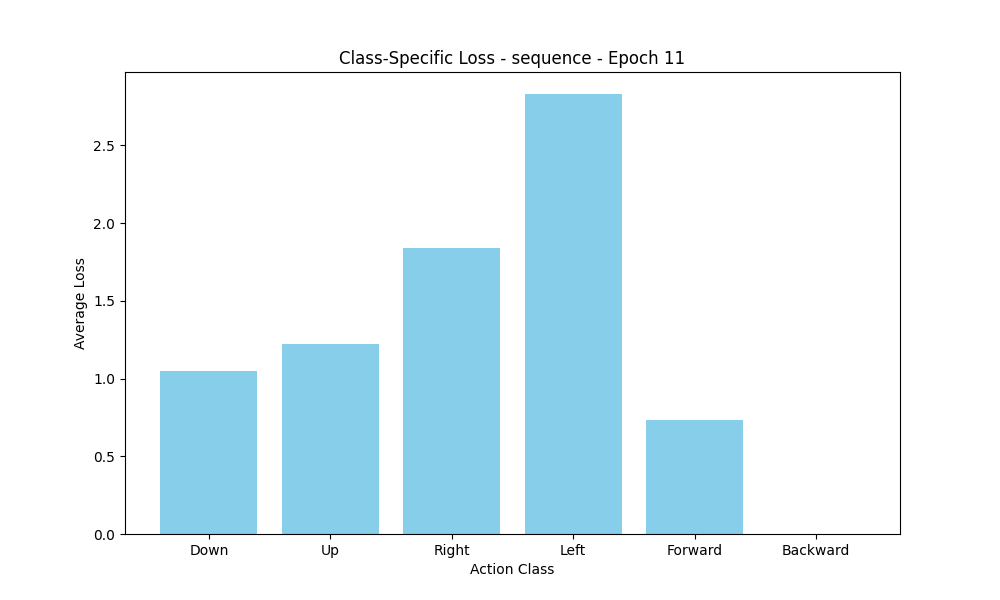 Class-Specific Loss - sequence - Epoch 11
Average Loss
2.5
2.0
1.5
1.0
0.5
0.0
Down Up Right Left Forward Backward
Action Class